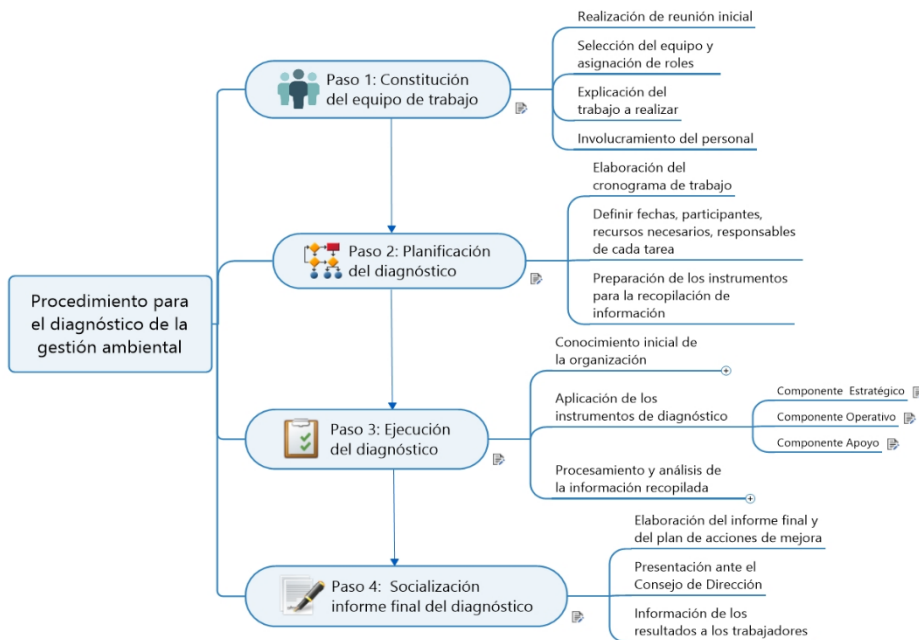 Procedimiento para
el diagnóstico de la
gestión ambiental
Paso 1: Constitución
del equipo de trabajo
Realización de reunión inicial
Selección del equipo y
asignación de roles
Explicación del
trabajo a realizar
Involucramiento del personal
Paso 2: Planificación
del diagnóstico
Elaboración del
cronograma de trabajo
Definir fechas, participantes,
recursos necesarios, responsables
de cada tarea
Preparación de los instrumentos
para la recopilación de
información
Paso 3: Ejecución
del diagnóstico
Conocimiento inicial de
la organización
Aplicación de los
instrumentos de diagnóstico
Componente Estratégico
Componente Operativo
Componente Apoyo
Procesamiento y análisis de
la información recopilada
Paso 4: Socialización
informe final del diagnóstico
Elaboración del informe final y
del plan de acciones de mejora
Presentación ante el
Consejo de Dirección
Información de los
resultados a los trabajadores